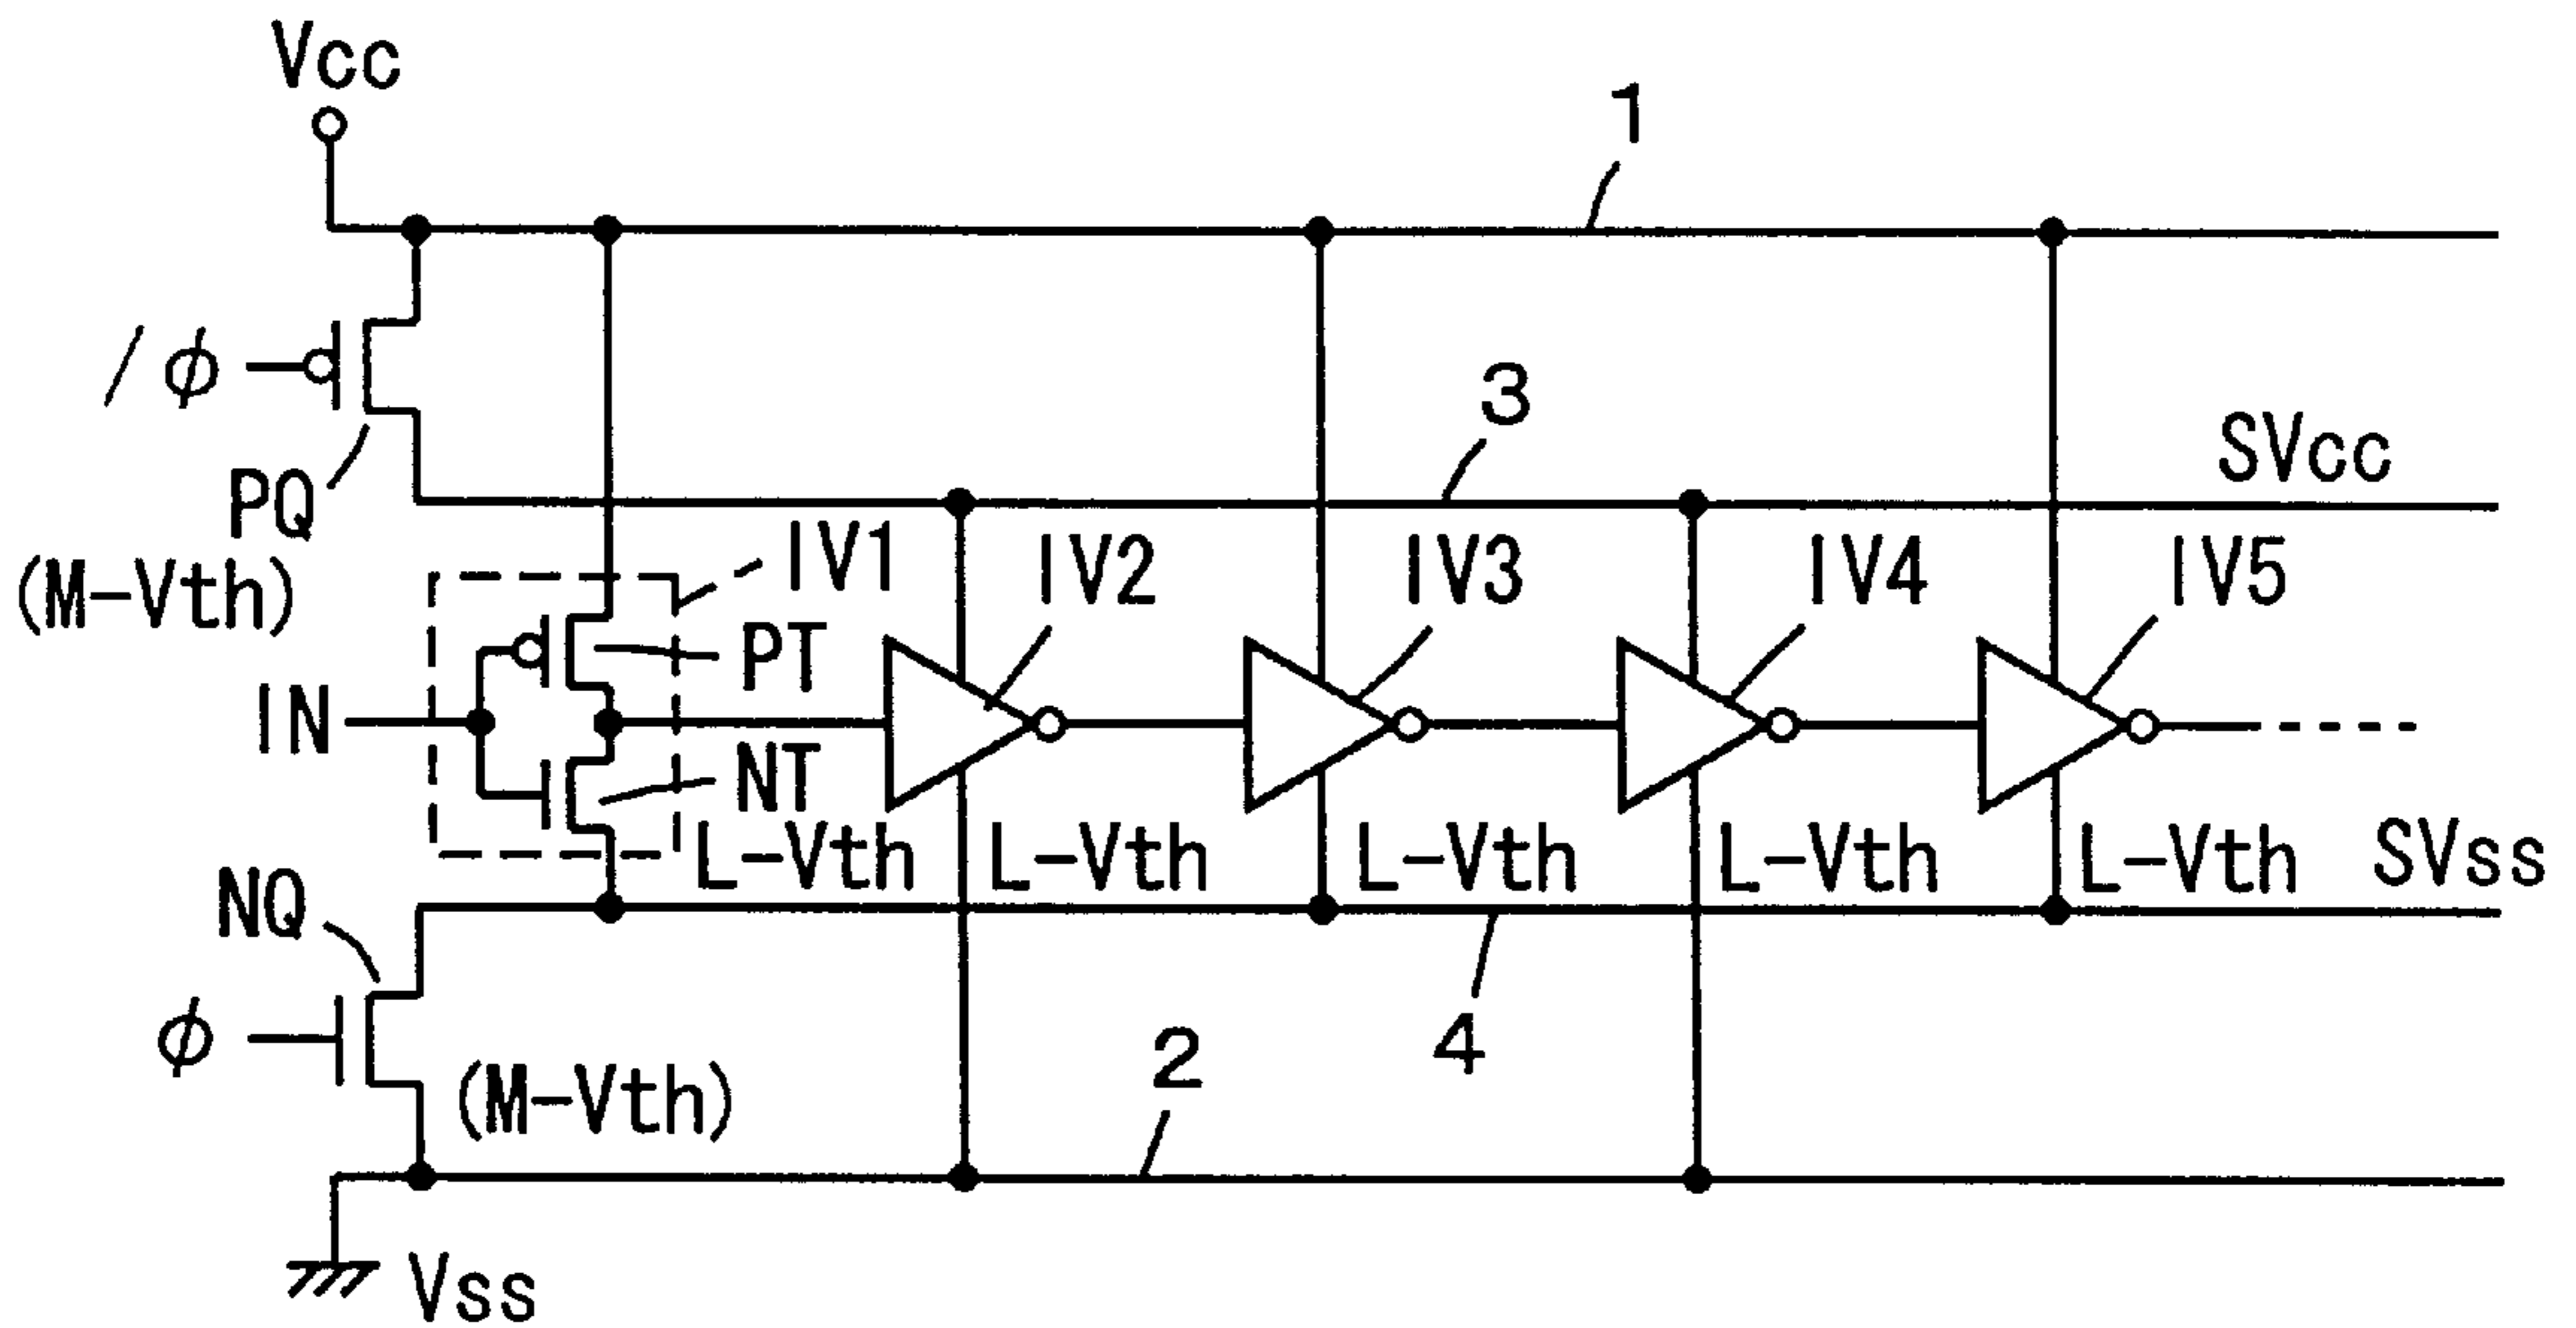 Vcc
1
/φ
3
SVcc
PQ
(M-Vth)
IV1
IV2
IV3
IV4
IV5
PT
IN
NT
L-Vth
L-Vth
L-Vth
L-Vth
L-Vth
SVss
NQ
φ
2
4
(M-Vth)
Vss